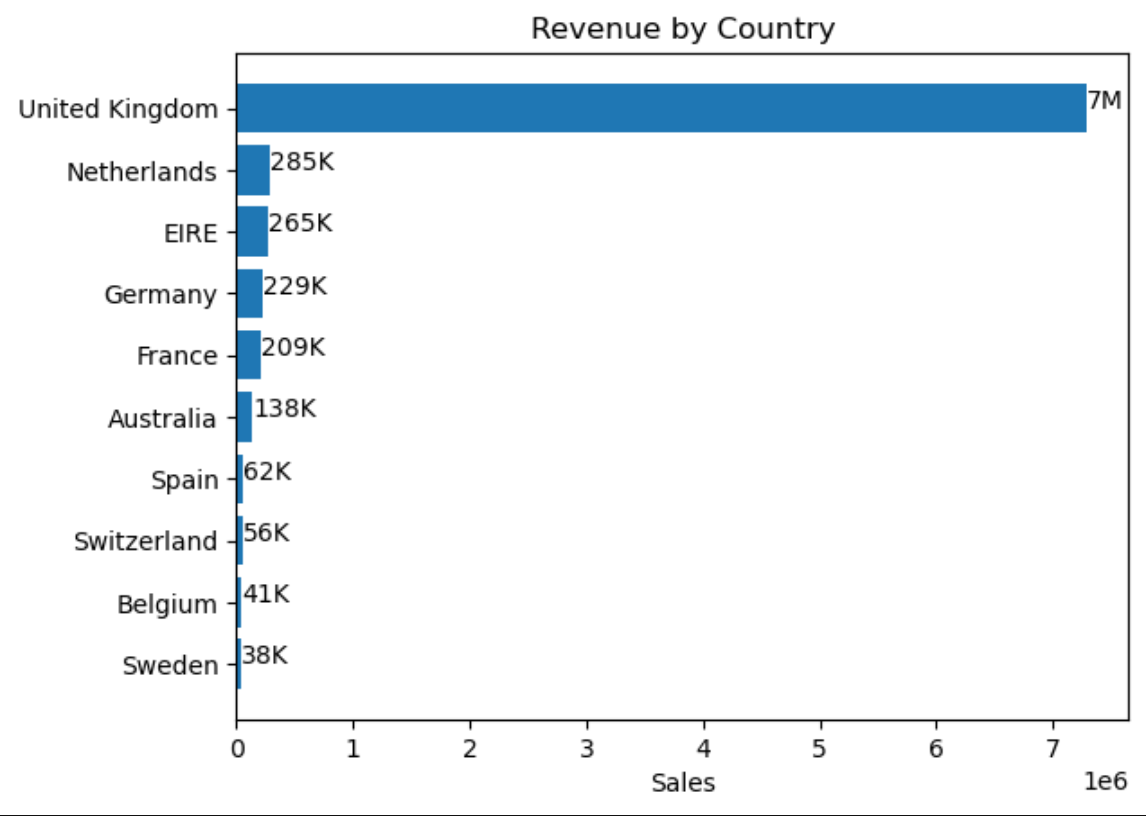 Revenue by Country
United Kingdom 7M
Netherlands 285K
EIRE 265K
Germany 229K
France 209K
Australia 138K
Spain 62K
Switzerland 56K
Belgium 41K
Sweden 38K
0 1 2 3 4 5 6 7
Sales 1e6